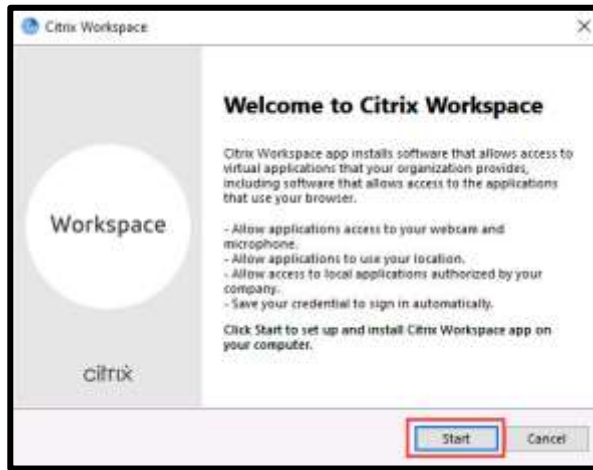 Citrix Workspace
Welcome to Citrix Workspace
Citrix Workspace app installs software that allows access to
virtual applications that your organization provides,
including software that allows access to the applications
that use your browser.
- Allow applications access to your webcam and
microphone.
- Allow applications to use your location.
- Allow access to local applications authorized by your
company.
- Save your credential to sign in automatically.
Click Start to set up and install Citrix Workspace app on
your computer.
Workspace
citrix
Start
Cancel